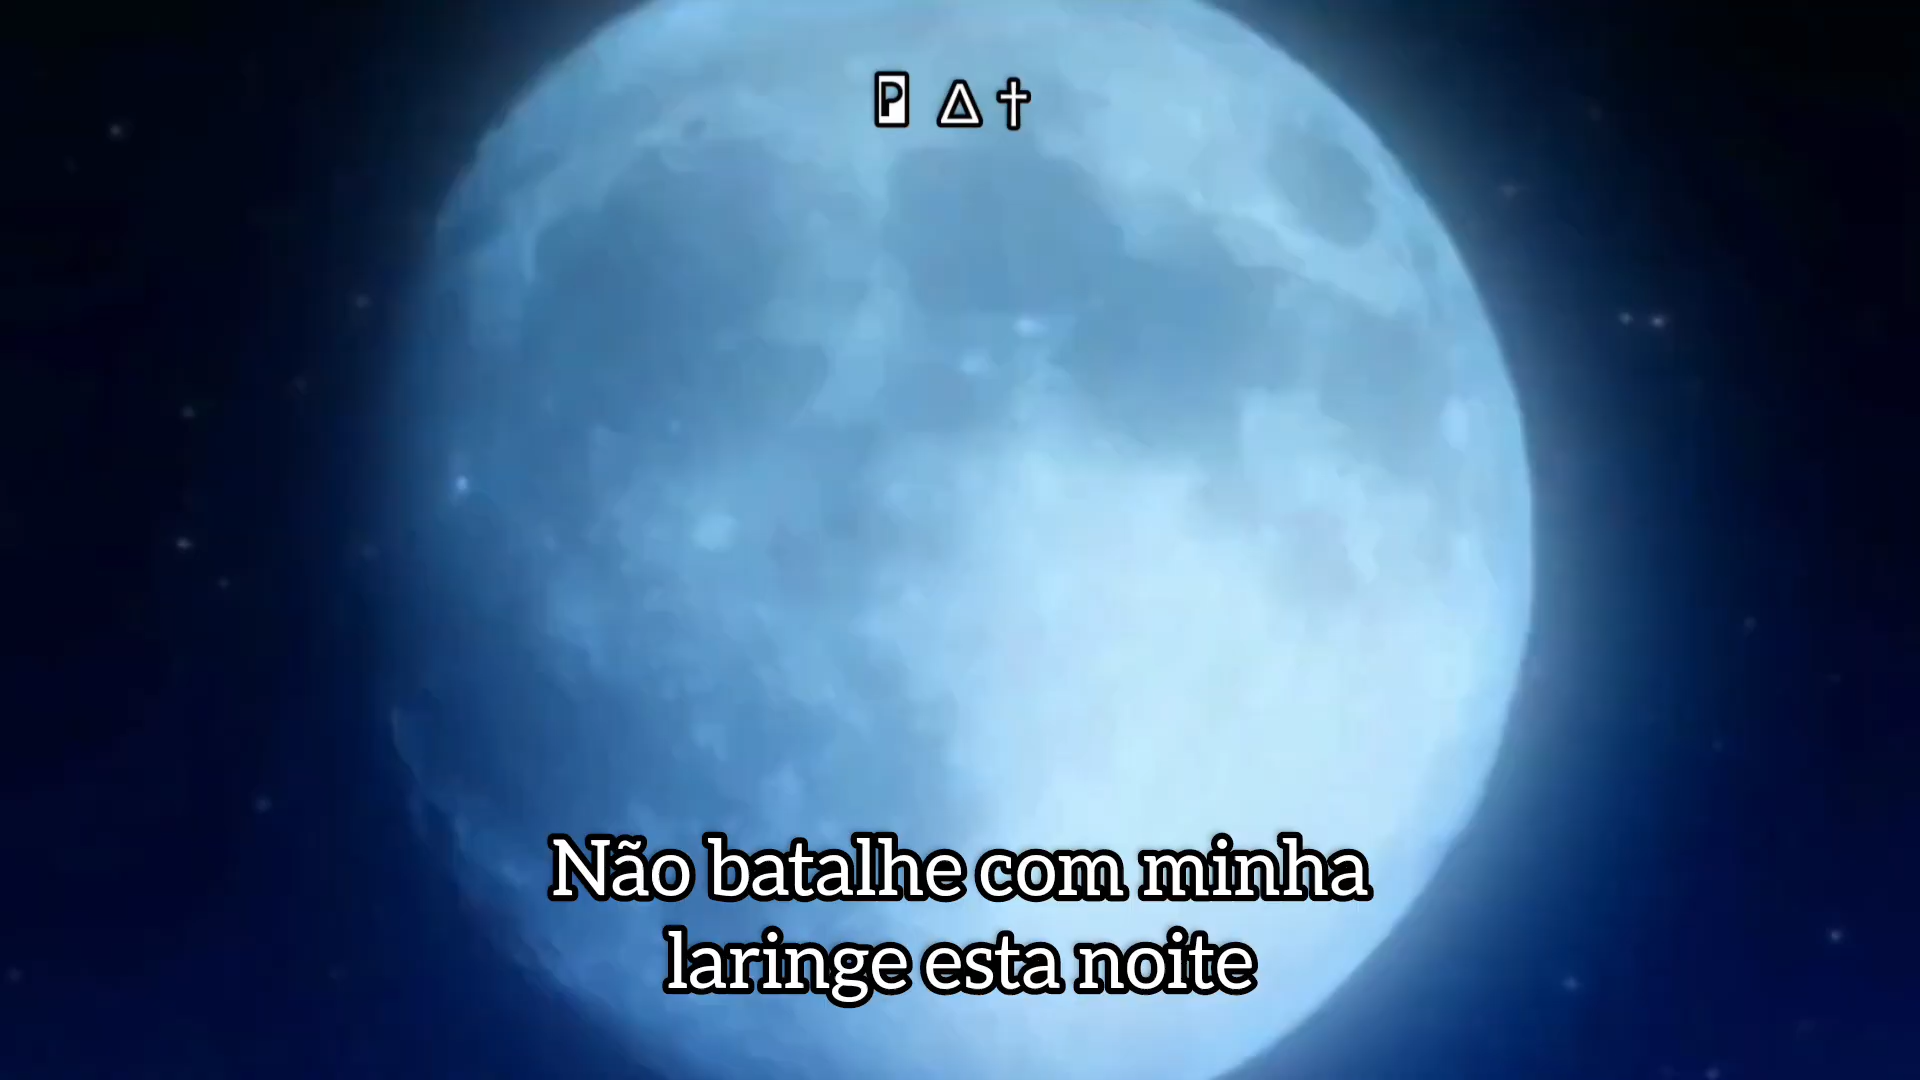 🄿 ∆ †
Não batalhe com minha
laringe esta noite